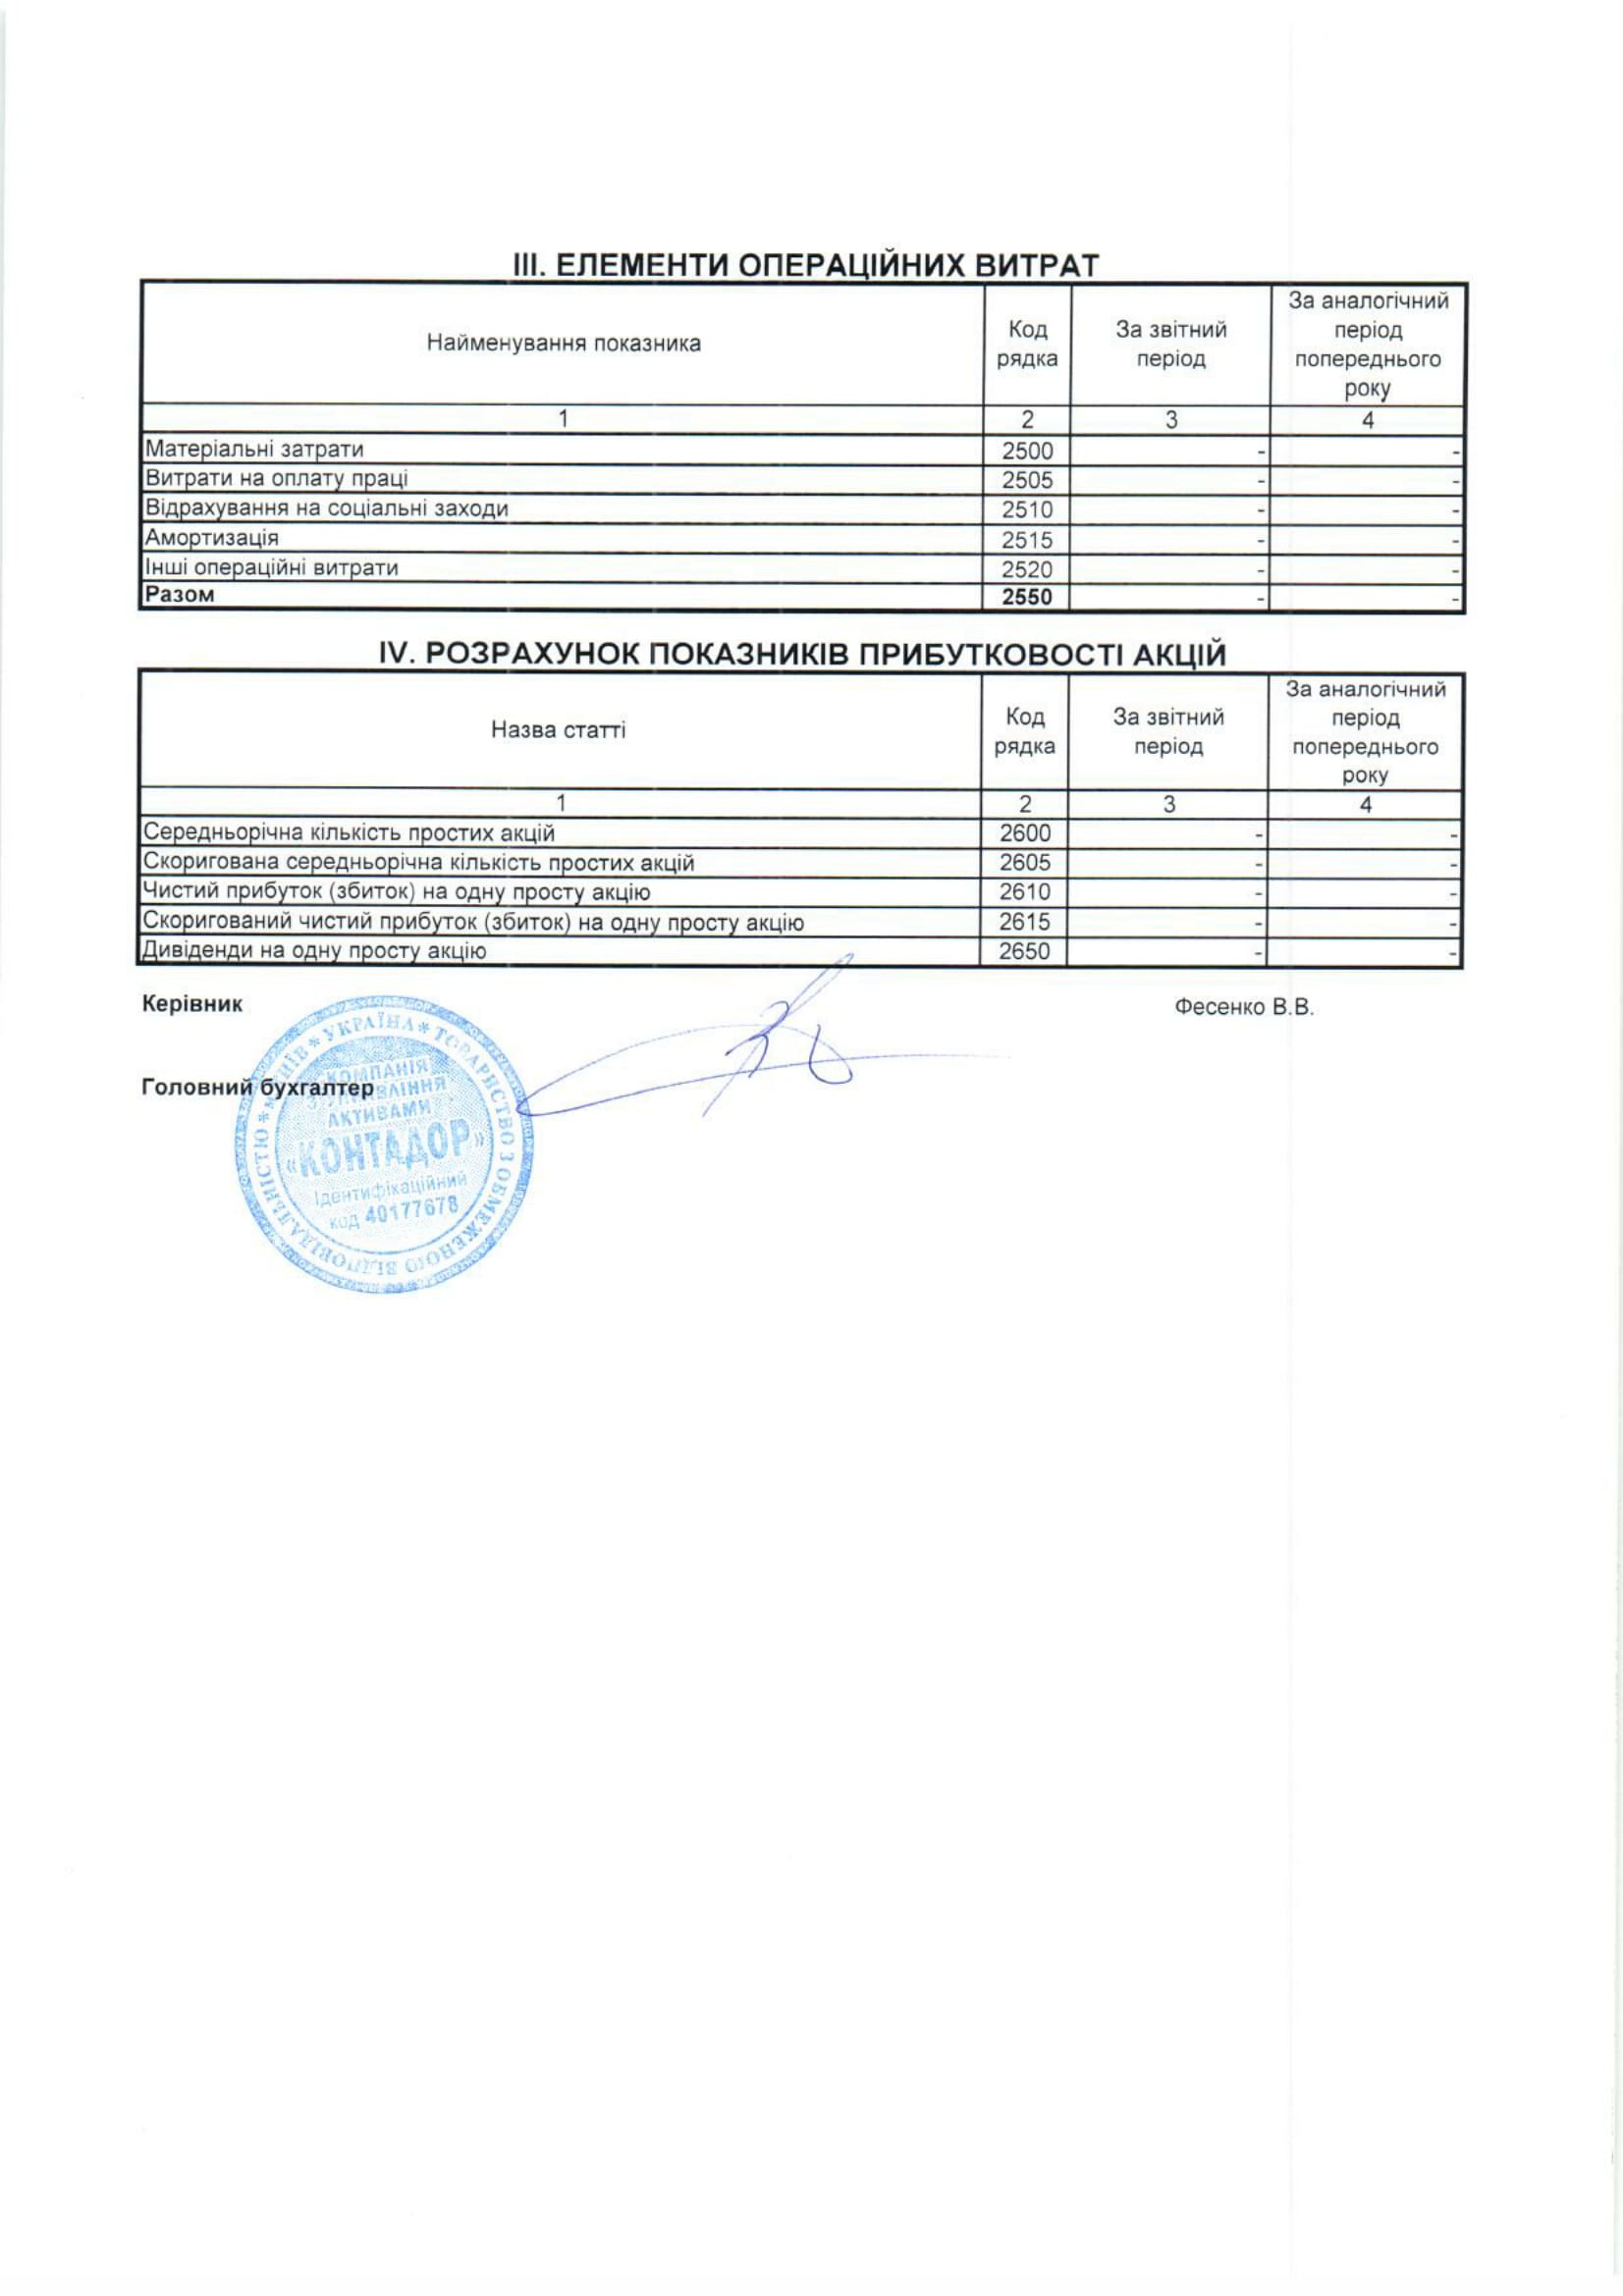 III. ЕЛЕМЕНТИ ОПЕРАЦІЙНИХ ВИТРАТ
Найменування показника Код рядка За звітний період За аналогічний період попереднього року
1 2 3 4
Матеріальні затрати 2500 - -
Витрати на оплату праці 2505 - -
Відрахування на соціальні заходи 2510 - -
Амортизація 2515 - -
Інші операційні витрати 2520 - -
Разом 2550 - -
IV. РОЗРАХУНОК ПОКАЗНИКІВ ПРИБУТКОВОСТІ АКЦІЙ
Назва статті Код рядка За звітний період За аналогічний період попереднього року
1 2 3 4
Середньорічна кількість простих акцій 2600 - -
Скоригована середньорічна кількість простих акцій 2605 - -
Чистий прибуток (збиток) на одну просту акцію 2610 - -
Скоригований чистий прибуток (збиток) на одну просту акцію 2615 - -
Дивіденди на одну просту акцію 2650 - -
Керівник Фесенко В.В.
Головний бухгалтер
* УКРАЇНА * ТОВАРИСТВО З ОБМЕЖЕНОЮ ВІДПОВІДАЛЬНІСТЮ * м. КИЇВ
КОМПАНІЯ
З УПРАВЛІННЯ
АКТИВАМИ
«КОНТАДОР»
Ідентифікаційний
код 40177678